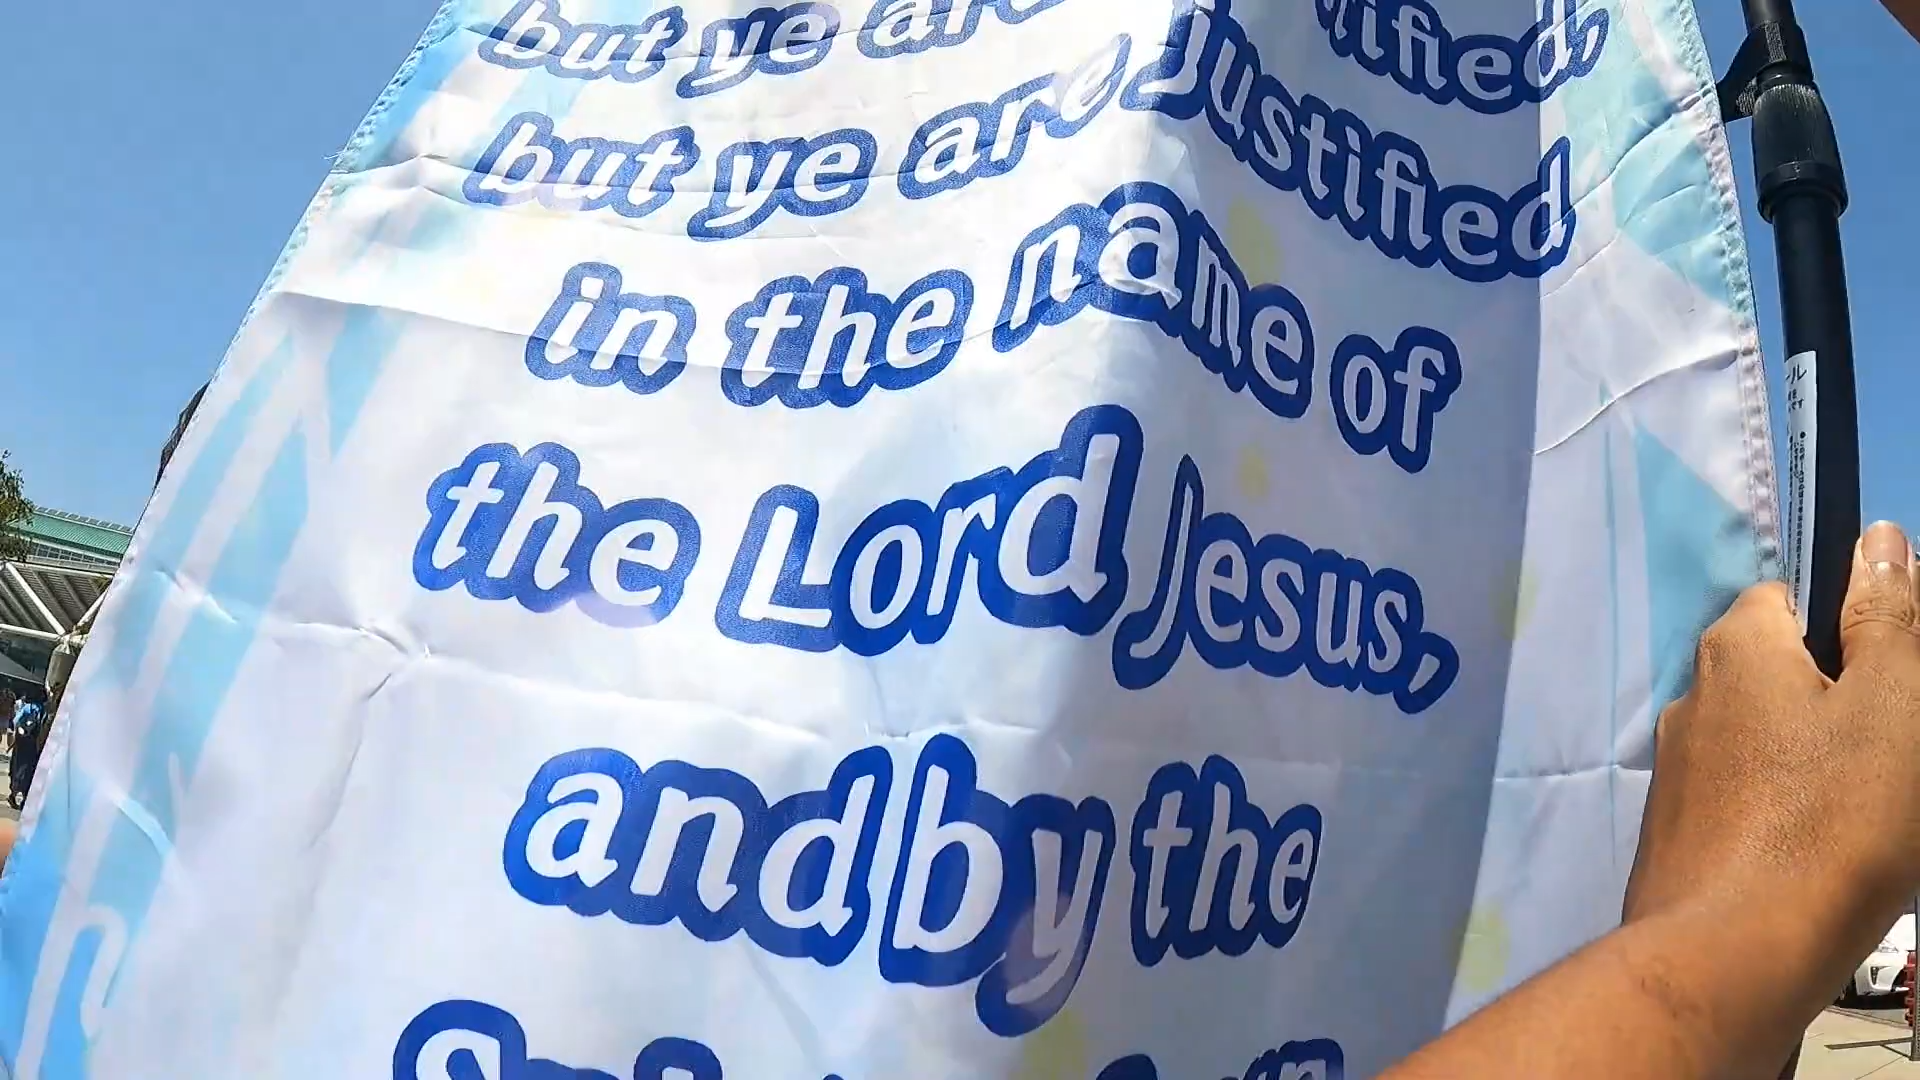 but ye are
but ye are justified
in the name of
the Lord Jesus,
and by the